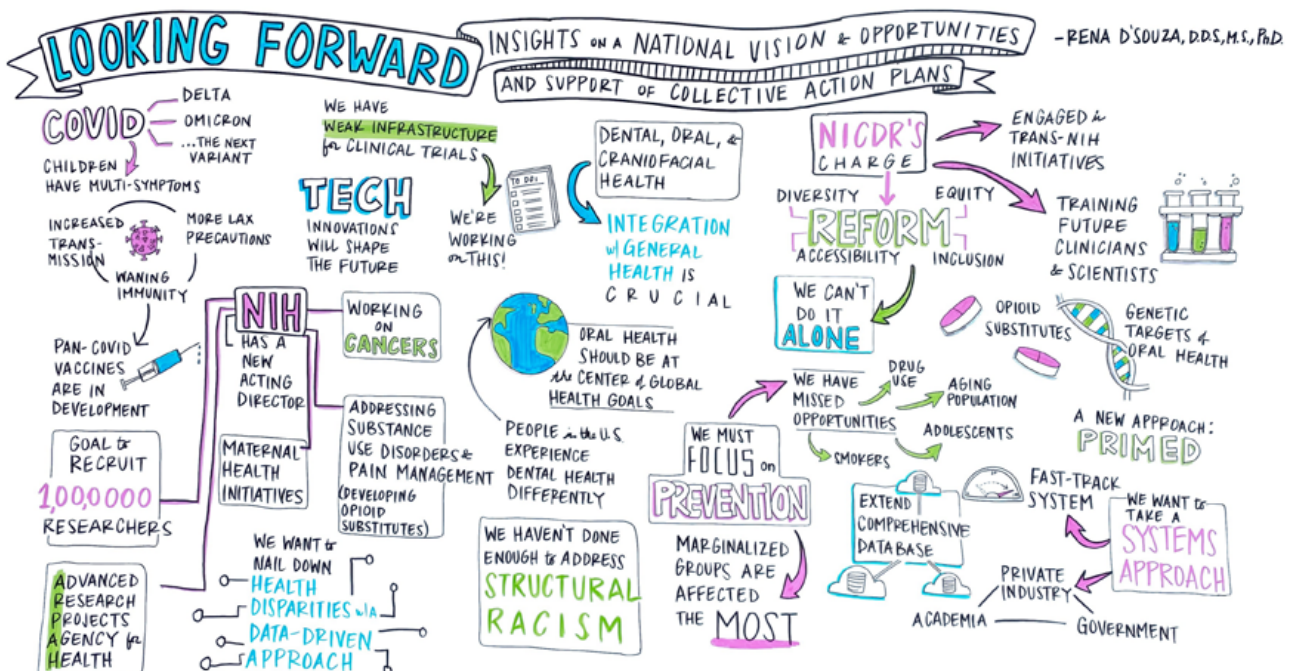 LOOKING FORWARD
INSIGHTS ON A NATIONAL VISION & OPPORTUNITIES
AND SUPPORT OF COLLECTIVE ACTION PLANS
-RENA D'SOUZA, D.D.S, M.S., PhD.
COVID
DELTA
OMICRON
...THE NEXT
VARIANT
CHILDREN
HAVE MULTI-SYMPTOMS
INCREASED
TRANS-
MISSION
MORE LAX
PRECAUTIONS
WANING
IMMUNITY
PAN-COVID
VACCINES
ARE IN
DEVELOPMENT
WE HAVE
WEAK INFRASTRUCTURE
for CLINICAL TRIALS
TO DO:
WE'RE
WORKING
on THIS!
TECH
INNOVATIONS
WILL SHAPE
THE FUTURE
DENTAL, ORAL, &
CRANIOFACIAL
HEALTH
INTEGRATION
w/ GENERAL
HEALTH IS
CRUCIAL
NIH
HAS A
NEW
ACTING
DIRECTOR
WORKING
ON
CANCERS
ADDRESSING
SUBSTANCE
USE DISORDERS &
PAIN MANAGEMENT
(DEVELOPING
OPIOID
SUBSTITUTES)
MATERNAL
HEALTH
INITIATIVES
GOAL to
RECRUIT
1,000,000
RESEARCHERS
ADVANCED
RESEARCH
PROJECTS
AGENCY for
HEALTH
WE WANT to
NAIL DOWN
HEALTH
DISPARITIES w/A
DATA-DRIVEN
APPROACH
ORAL HEALTH
SHOULD BE AT
the CENTER of GLOBAL
HEALTH GOALS
PEOPLE in the U.S.
EXPERIENCE
DENTAL HEALTH
DIFFERENTLY
WE HAVEN'T DONE
ENOUGH to ADDRESS
STRUCTURAL
RACISM
NICDR'S
CHARGE
ENGAGED in
TRANS-NIH
INITIATIVES
TRAINING
FUTURE
CLINICIANS
& SCIENTISTS
DIVERSITY
EQUITY
REFORM
ACCESSIBILITY
INCLUSION
WE CAN'T
DO IT
ALONE
OPIOID
SUBSTITUTES
GENETIC
TARGETS of
ORAL HEALTH
WE HAVE
MISSED
OPPORTUNITIES
DRUG
USE
AGING
POPULATION
ADOLESCENTS
SMOKERS
WE MUST
FOCUS on
PREVENTION
MARGINALIZED
GROUPS ARE
AFFECTED
THE MOST
A NEW APPROACH:
PRIMED
EXTEND
COMPREHENSIVE
DATABASE
FAST-TRACK
SYSTEM
WE WANT to
TAKE A
SYSTEMS
APPROACH
PRIVATE
INDUSTRY
ACADEMIA
GOVERNMENT